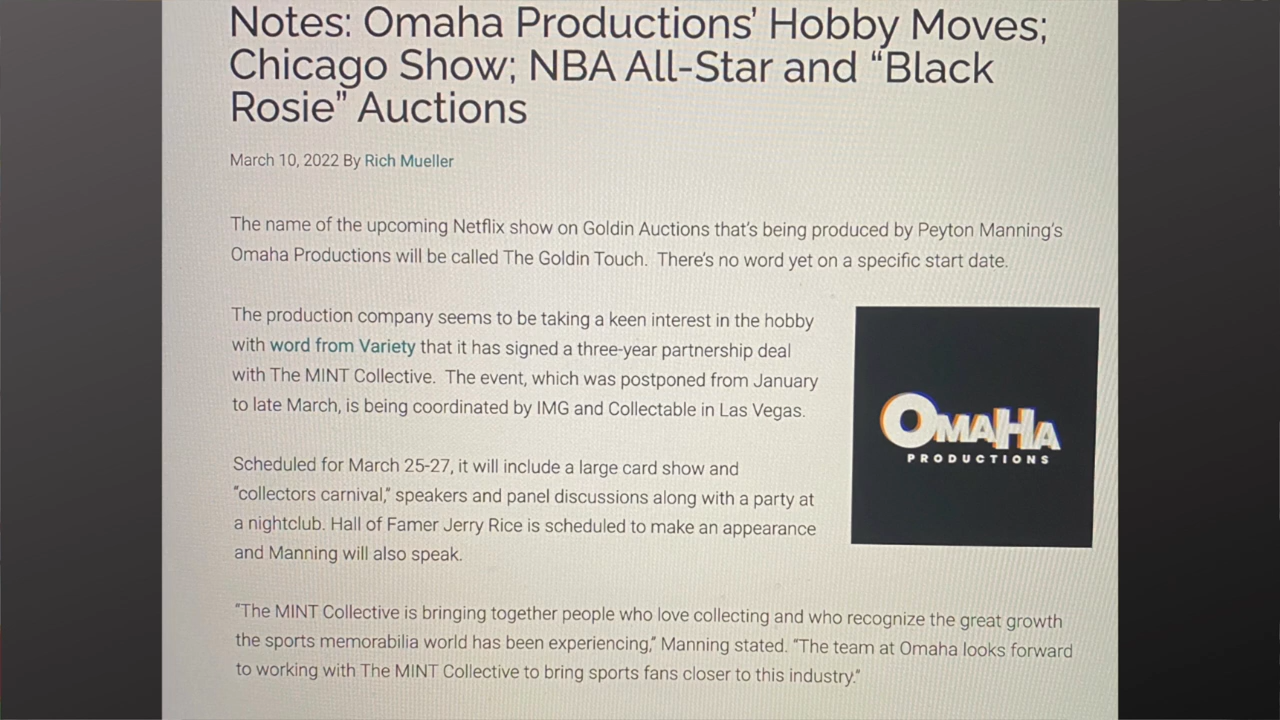 Notes: Omaha Productions’ Hobby Moves;
Chicago Show; NBA All-Star and “Black
Rosie” Auctions
March 10, 2022 By Rich Mueller
The name of the upcoming Netflix show on Goldin Auctions that’s being produced by Peyton Manning’s
Omaha Productions will be called The Goldin Touch.  There’s no word yet on a specific start date.
The production company seems to be taking a keen interest in the hobby
with word from Variety that it has signed a three-year partnership deal
with The MINT Collective.  The event, which was postponed from January
to late March, is being coordinated by IMG and Collectable in Las Vegas.
OMAHA
PRODUCTIONS
Scheduled for March 25-27, it will include a large card show and
“collectors carnival,” speakers and panel discussions along with a party at
a nightclub. Hall of Famer Jerry Rice is scheduled to make an appearance
and Manning will also speak.
“The MINT Collective is bringing together people who love collecting and who recognize the great growth
the sports memorabilia world has been experiencing,” Manning stated. “The team at Omaha looks forward
to working with The MINT Collective to bring sports fans closer to this industry.”